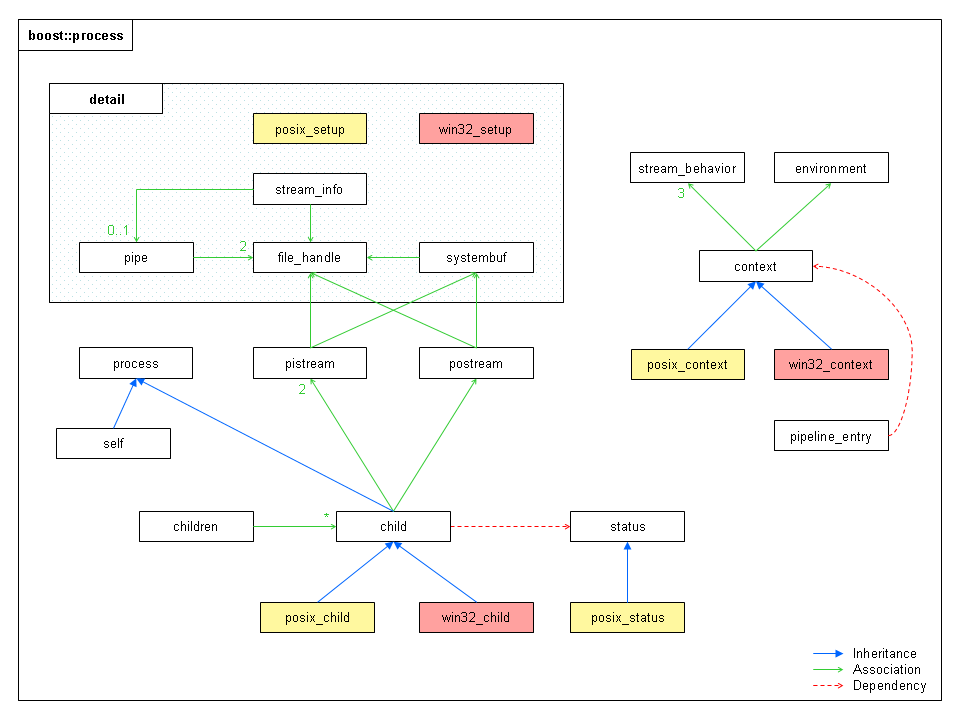 boost::process
detail
posix_setup
win32_setup
stream_info
0..1
pipe
2
file_handle
systembuf
stream_behavior
environment
3
context
process
pistream
postream
2
posix_context
win32_context
self
pipeline_entry
children
*
child
status
posix_child
win32_child
posix_status
Inheritance
Association
Dependency